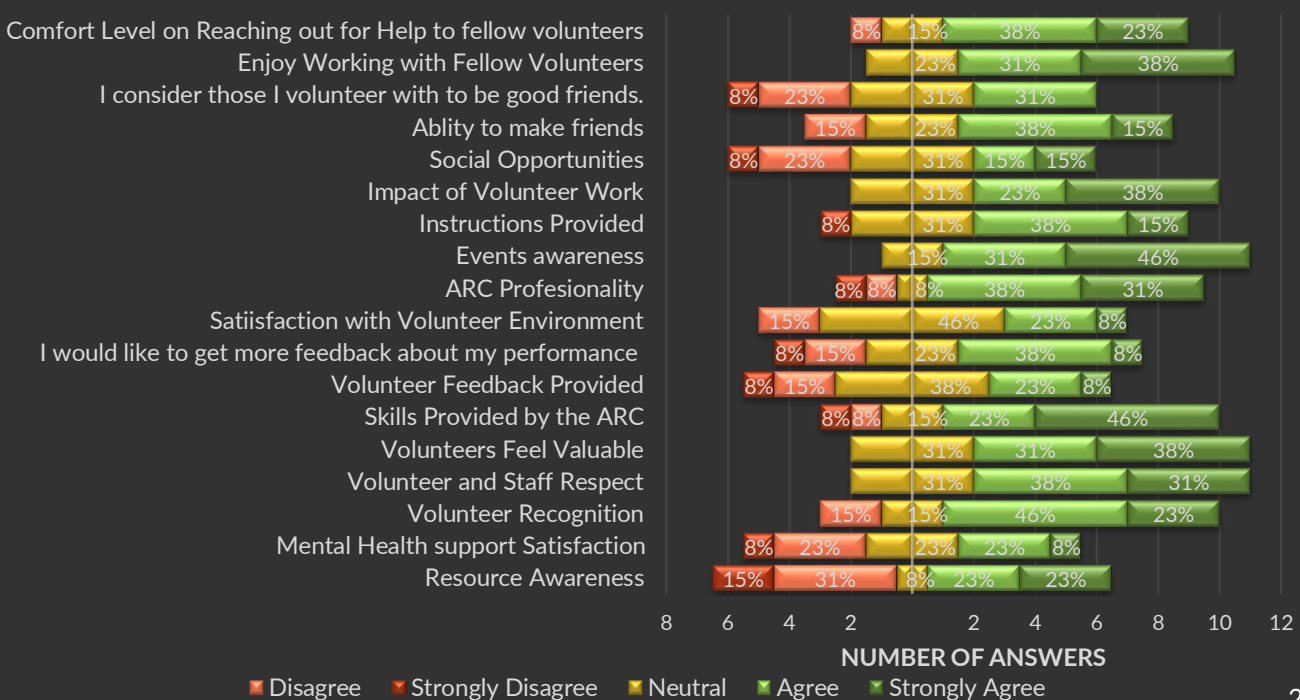 Comfort Level on Reaching out for Help to fellow volunteers 8% 15% 38% 23%
Enjoy Working with Fellow Volunteers 23% 31% 38%
I consider those I volunteer with to be good friends. 8% 23% 31% 31%
Ablity to make friends 15% 23% 38% 15%
Social Opportunities 8% 23% 31% 15% 15%
Impact of Volunteer Work 31% 23% 38%
Instructions Provided 8% 31% 38% 15%
Events awareness 15% 31% 46%
ARC Profesionality 8% 8% 8% 38% 31%
Satiisfaction with Volunteer Environment 15% 46% 23% 8%
I would like to get more feedback about my performance 8% 15% 23% 38% 8%
Volunteer Feedback Provided 8% 15% 38% 23% 8%
Skills Provided by the ARC 8% 8% 15% 23% 46%
Volunteers Feel Valuable 31% 31% 38%
Volunteer and Staff Respect 31% 38% 31%
Volunteer Recognition 15% 15% 46% 23%
Mental Health support Satisfaction 8% 23% 23% 23% 8%
Resource Awareness 15% 31% 8% 23% 23%
8 6 4 2 2 4 6 8 10 12
NUMBER OF ANSWERS
Disagree Strongly Disagree Neutral Agree Strongly Agree